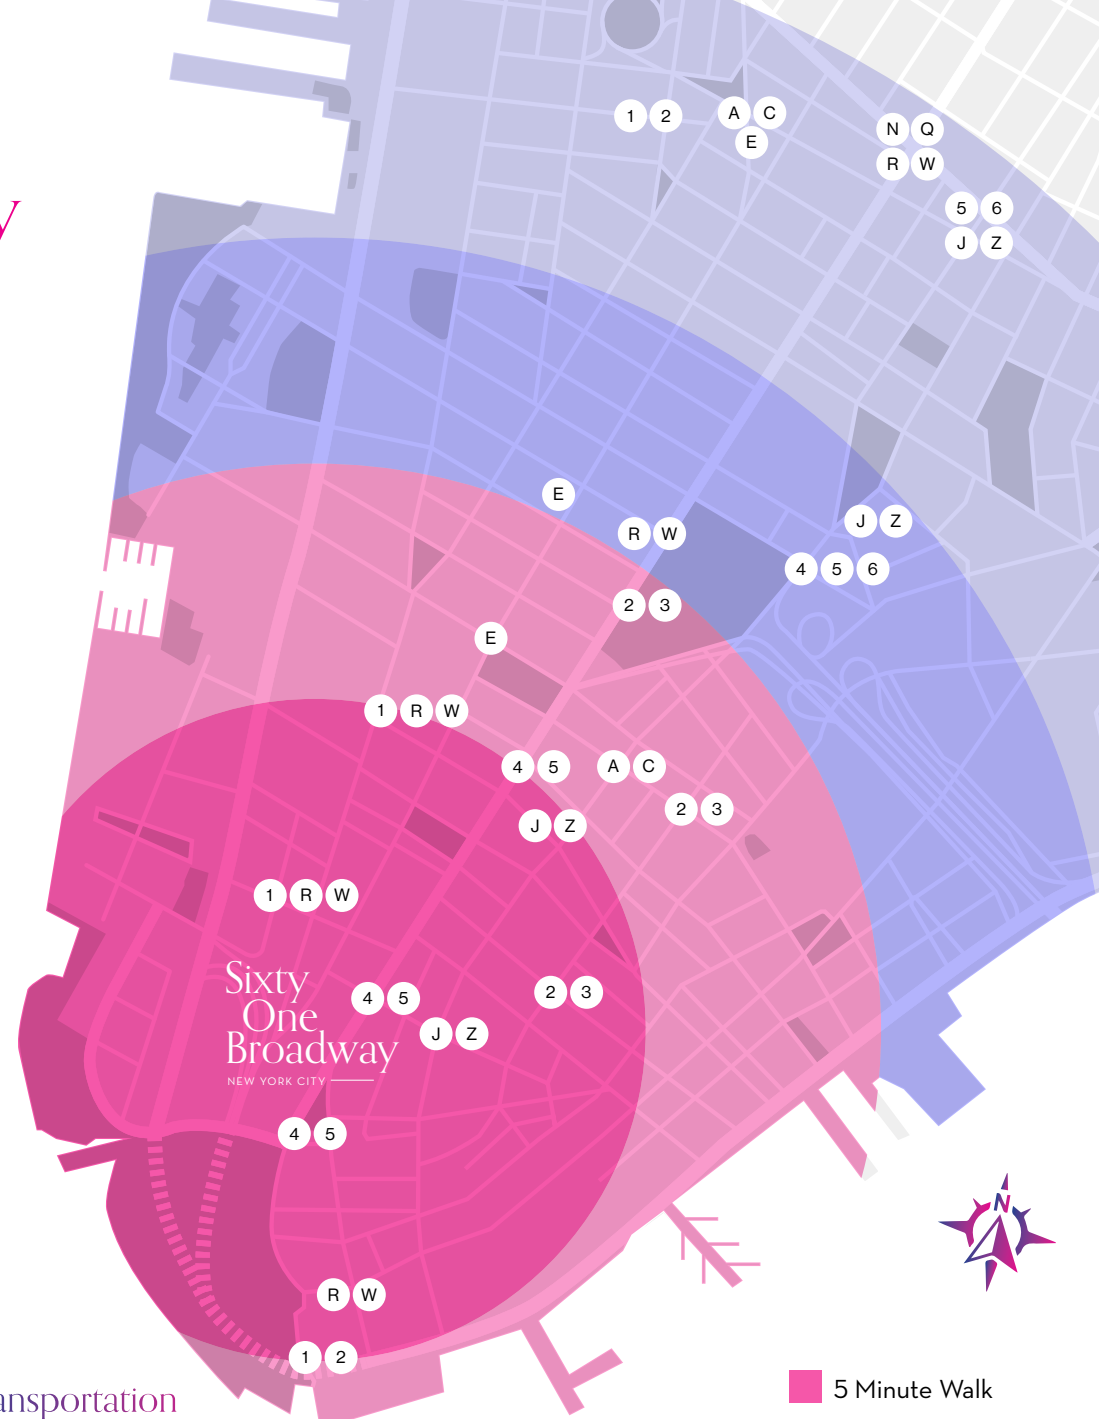 1 2
A C
E
N Q
R W
5 6
J Z
y
E
R W
J Z
4 5 6
2 3
E
1 R W
4 5
A C
2 3
J Z
1 R W
Sixty
One
Broadway
NEW YORK CITY
4 5
2 3
J Z
4 5
N
R W
1 2
ansportation
5 Minute Walk